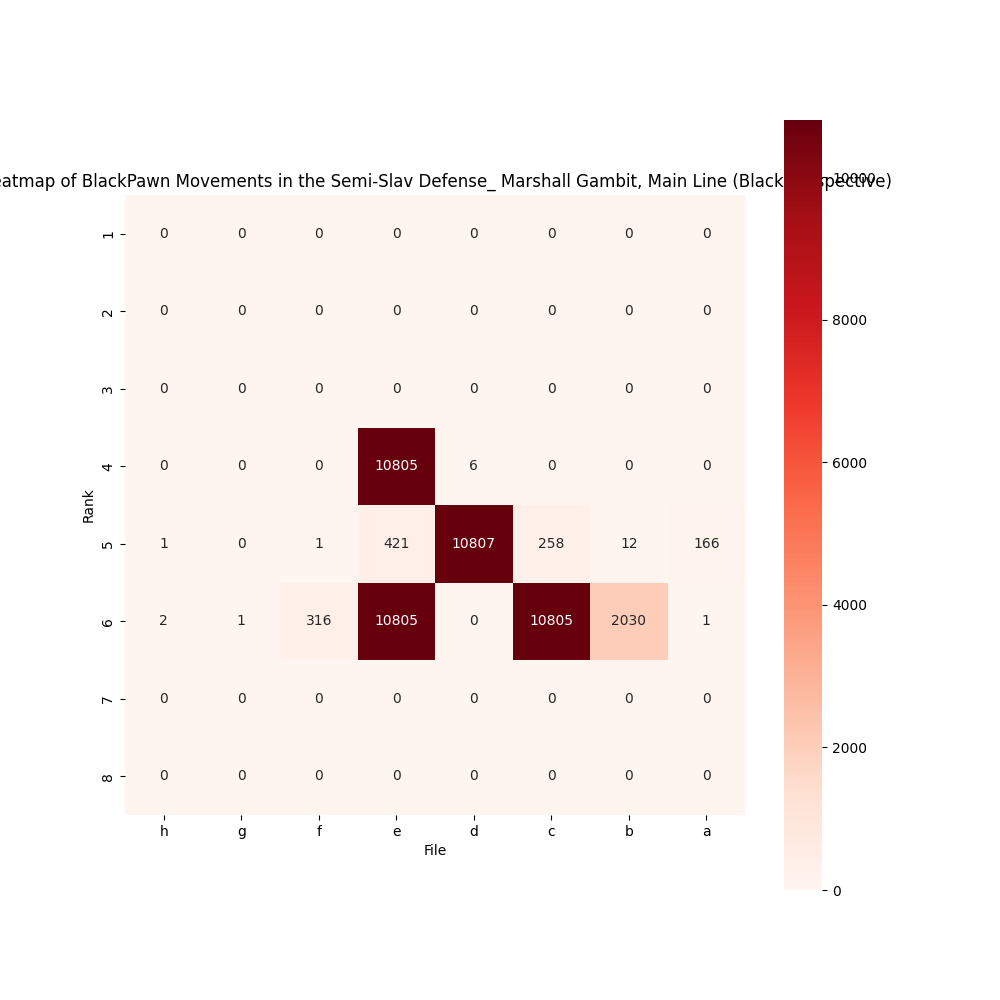 eatmap of BlackPawn Movements in the Semi-Slav Defense_ Marshall Gambit, Main Line (Black spective)
10000
1 0 0 0 0 0 0 0 0
2 0 0 0 0 0 0 0 0
8000
3 0 0 0 0 0 0 0 0
4 0 0 0 10805 6 0 0 0
6000
Rank
5 1 0 1 421 10807 258 12 166
4000
6 2 1 316 10805 0 10805 2030 1
7 0 0 0 0 0 0 0 0
2000
8 0 0 0 0 0 0 0 0
h g f e d c b a
File
0